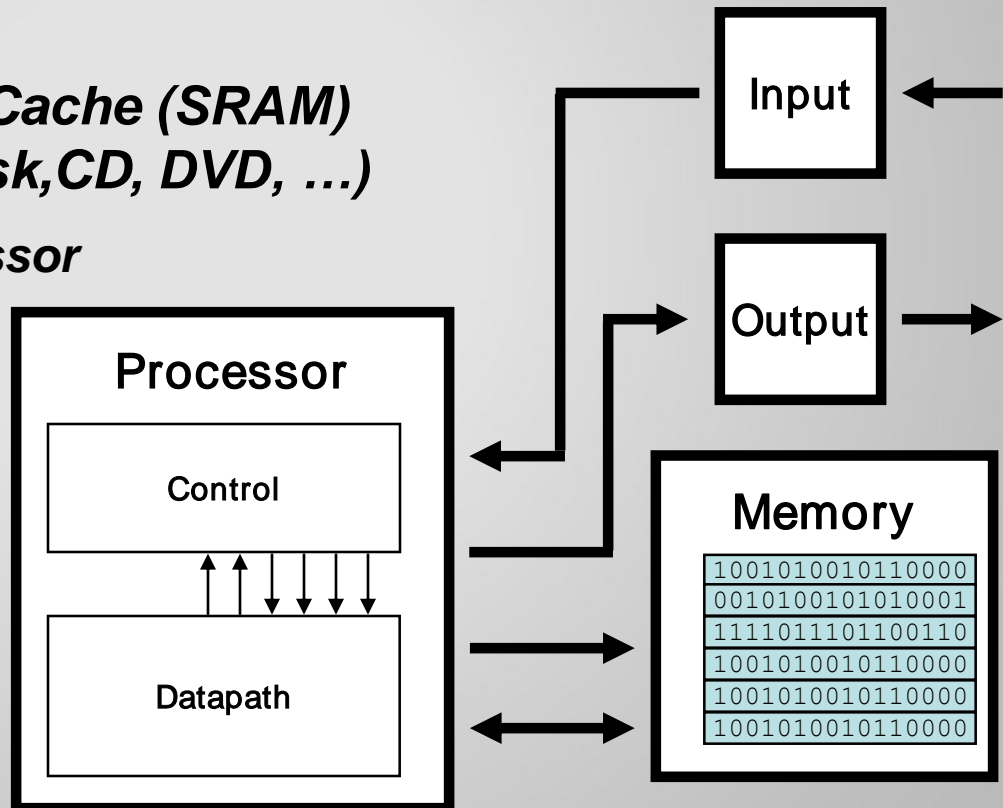 Cache (SRAM)
sk,CD, DVD, …)
ssor
Input
Output
Processor
Control
Datapath
Memory
1001010010110000
0010100101010001
1111011101100110
1001010010110000
1001010010110000
1001010010110000